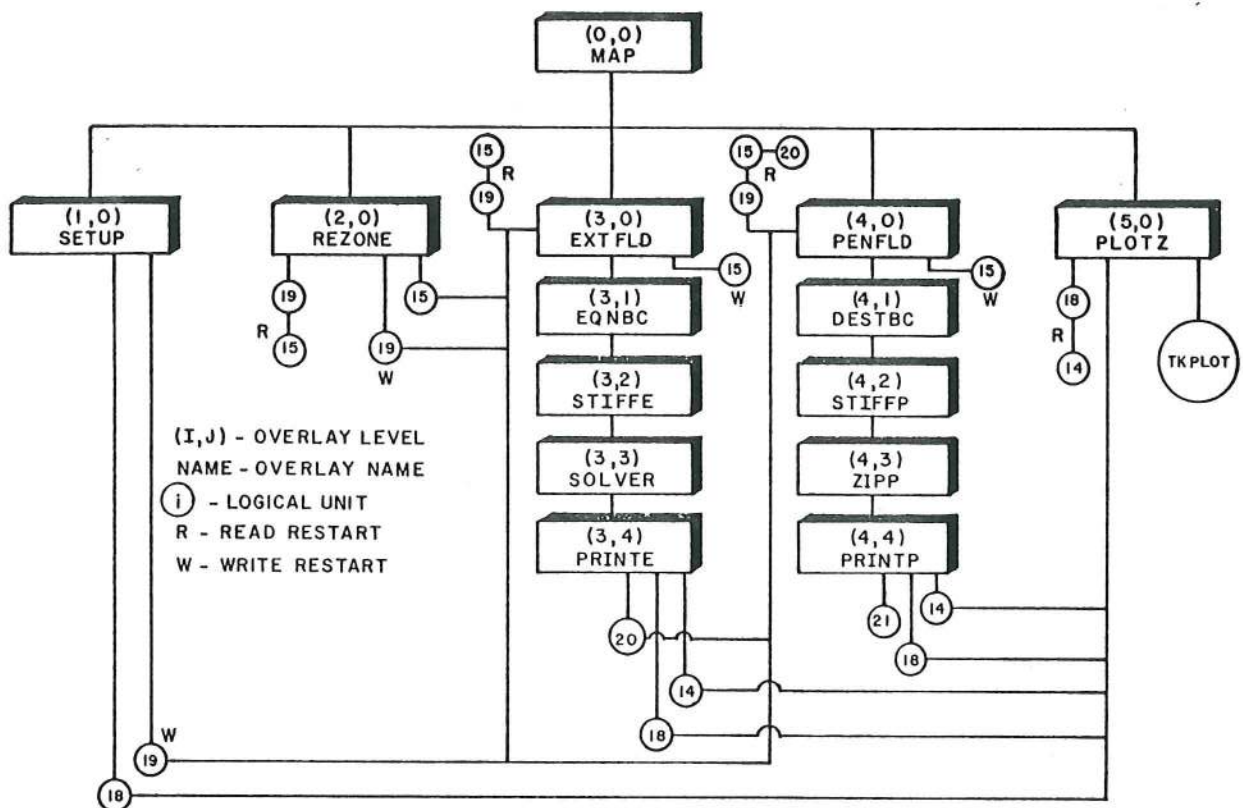 (0,0)
MAP
15
R
19
15
20
R
19
(1,0)
SETUP
(2,0)
REZONE
(3,0)
EXTFLD
(4,0)
PENFLD
(5,0)
PLOTZ
19
R
15
15
19
W
15
W
15
W
18
R
14
TKPLOT
(3,1)
EQNBC
(4,1)
DESTBC
(3,2)
STIFFE
(4,2)
STIFFP
(3,3)
SOLVER
(4,3)
ZIPP
(3,4)
PRINTE
(4,4)
PRINTP
(I,J) - OVERLAY LEVEL
NAME - OVERLAY NAME
i - LOGICAL UNIT
R - READ RESTART
W - WRITE RESTART
20
14
18
21
14
18
W
19
18